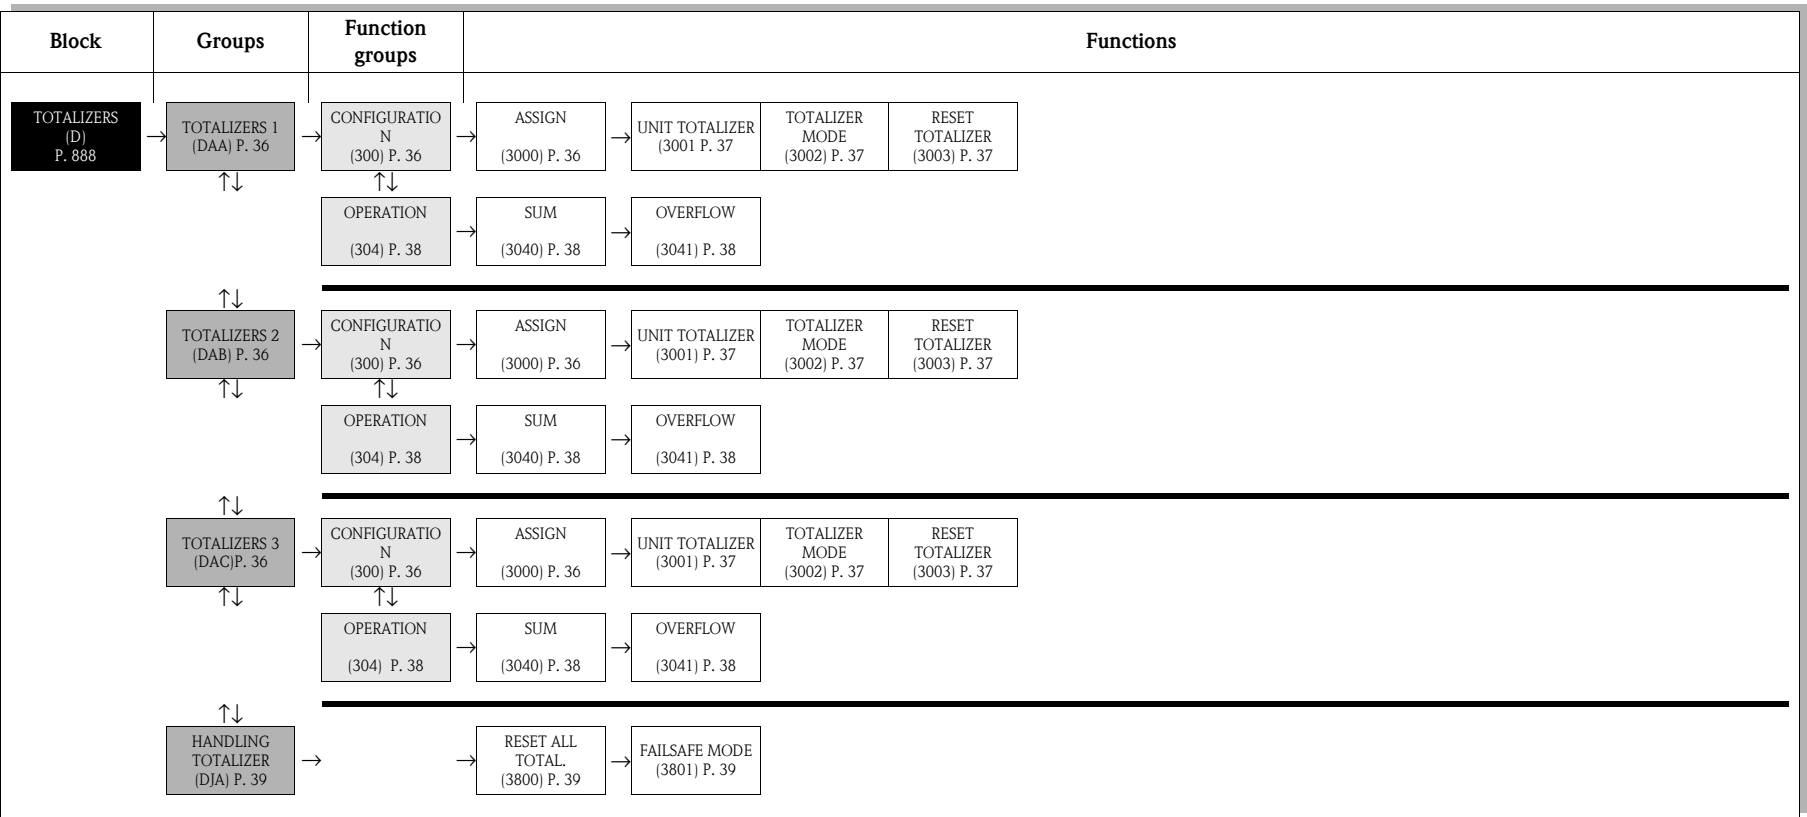 Block
Groups
Function
groups
Functions
TOTALIZERS
(D)
P. 888
→
TOTALIZERS 1
(DAA) P. 36
→
CONFIGURATIO
N
(300) P. 36
→
ASSIGN
(3000) P. 36
→
UNIT TOTALIZER
(3001 P. 37
TOTALIZER
MODE
(3002) P. 37
RESET
TOTALIZER
(3003) P. 37
↑↓
↑↓
OPERATION
(304) P. 38
→
SUM
(3040) P. 38
→
OVERFLOW
(3041) P. 38
↑↓
TOTALIZERS 2
(DAB) P. 36
→
CONFIGURATIO
N
(300) P. 36
→
ASSIGN
(3000) P. 36
→
UNIT TOTALIZER
(3001) P. 37
TOTALIZER
MODE
(3002) P. 37
RESET
TOTALIZER
(3003) P. 37
↑↓
↑↓
OPERATION
(304) P. 38
→
SUM
(3040) P. 38
→
OVERFLOW
(3041) P. 38
↑↓
TOTALIZERS 3
(DAC)P. 36
→
CONFIGURATIO
N
(300) P. 36
→
ASSIGN
(3000) P. 36
→
UNIT TOTALIZER
(3001) P. 37
TOTALIZER
MODE
(3002) P. 37
RESET
TOTALIZER
(3003) P. 37
↑↓
↑↓
OPERATION
(304) P. 38
→
SUM
(3040) P. 38
→
OVERFLOW
(3041) P. 38
↑↓
HANDLING
TOTALIZER
(DJA) P. 39
→
→
RESET ALL
TOTAL.
(3800) P. 39
→
FAILSAFE MODE
(3801) P. 39